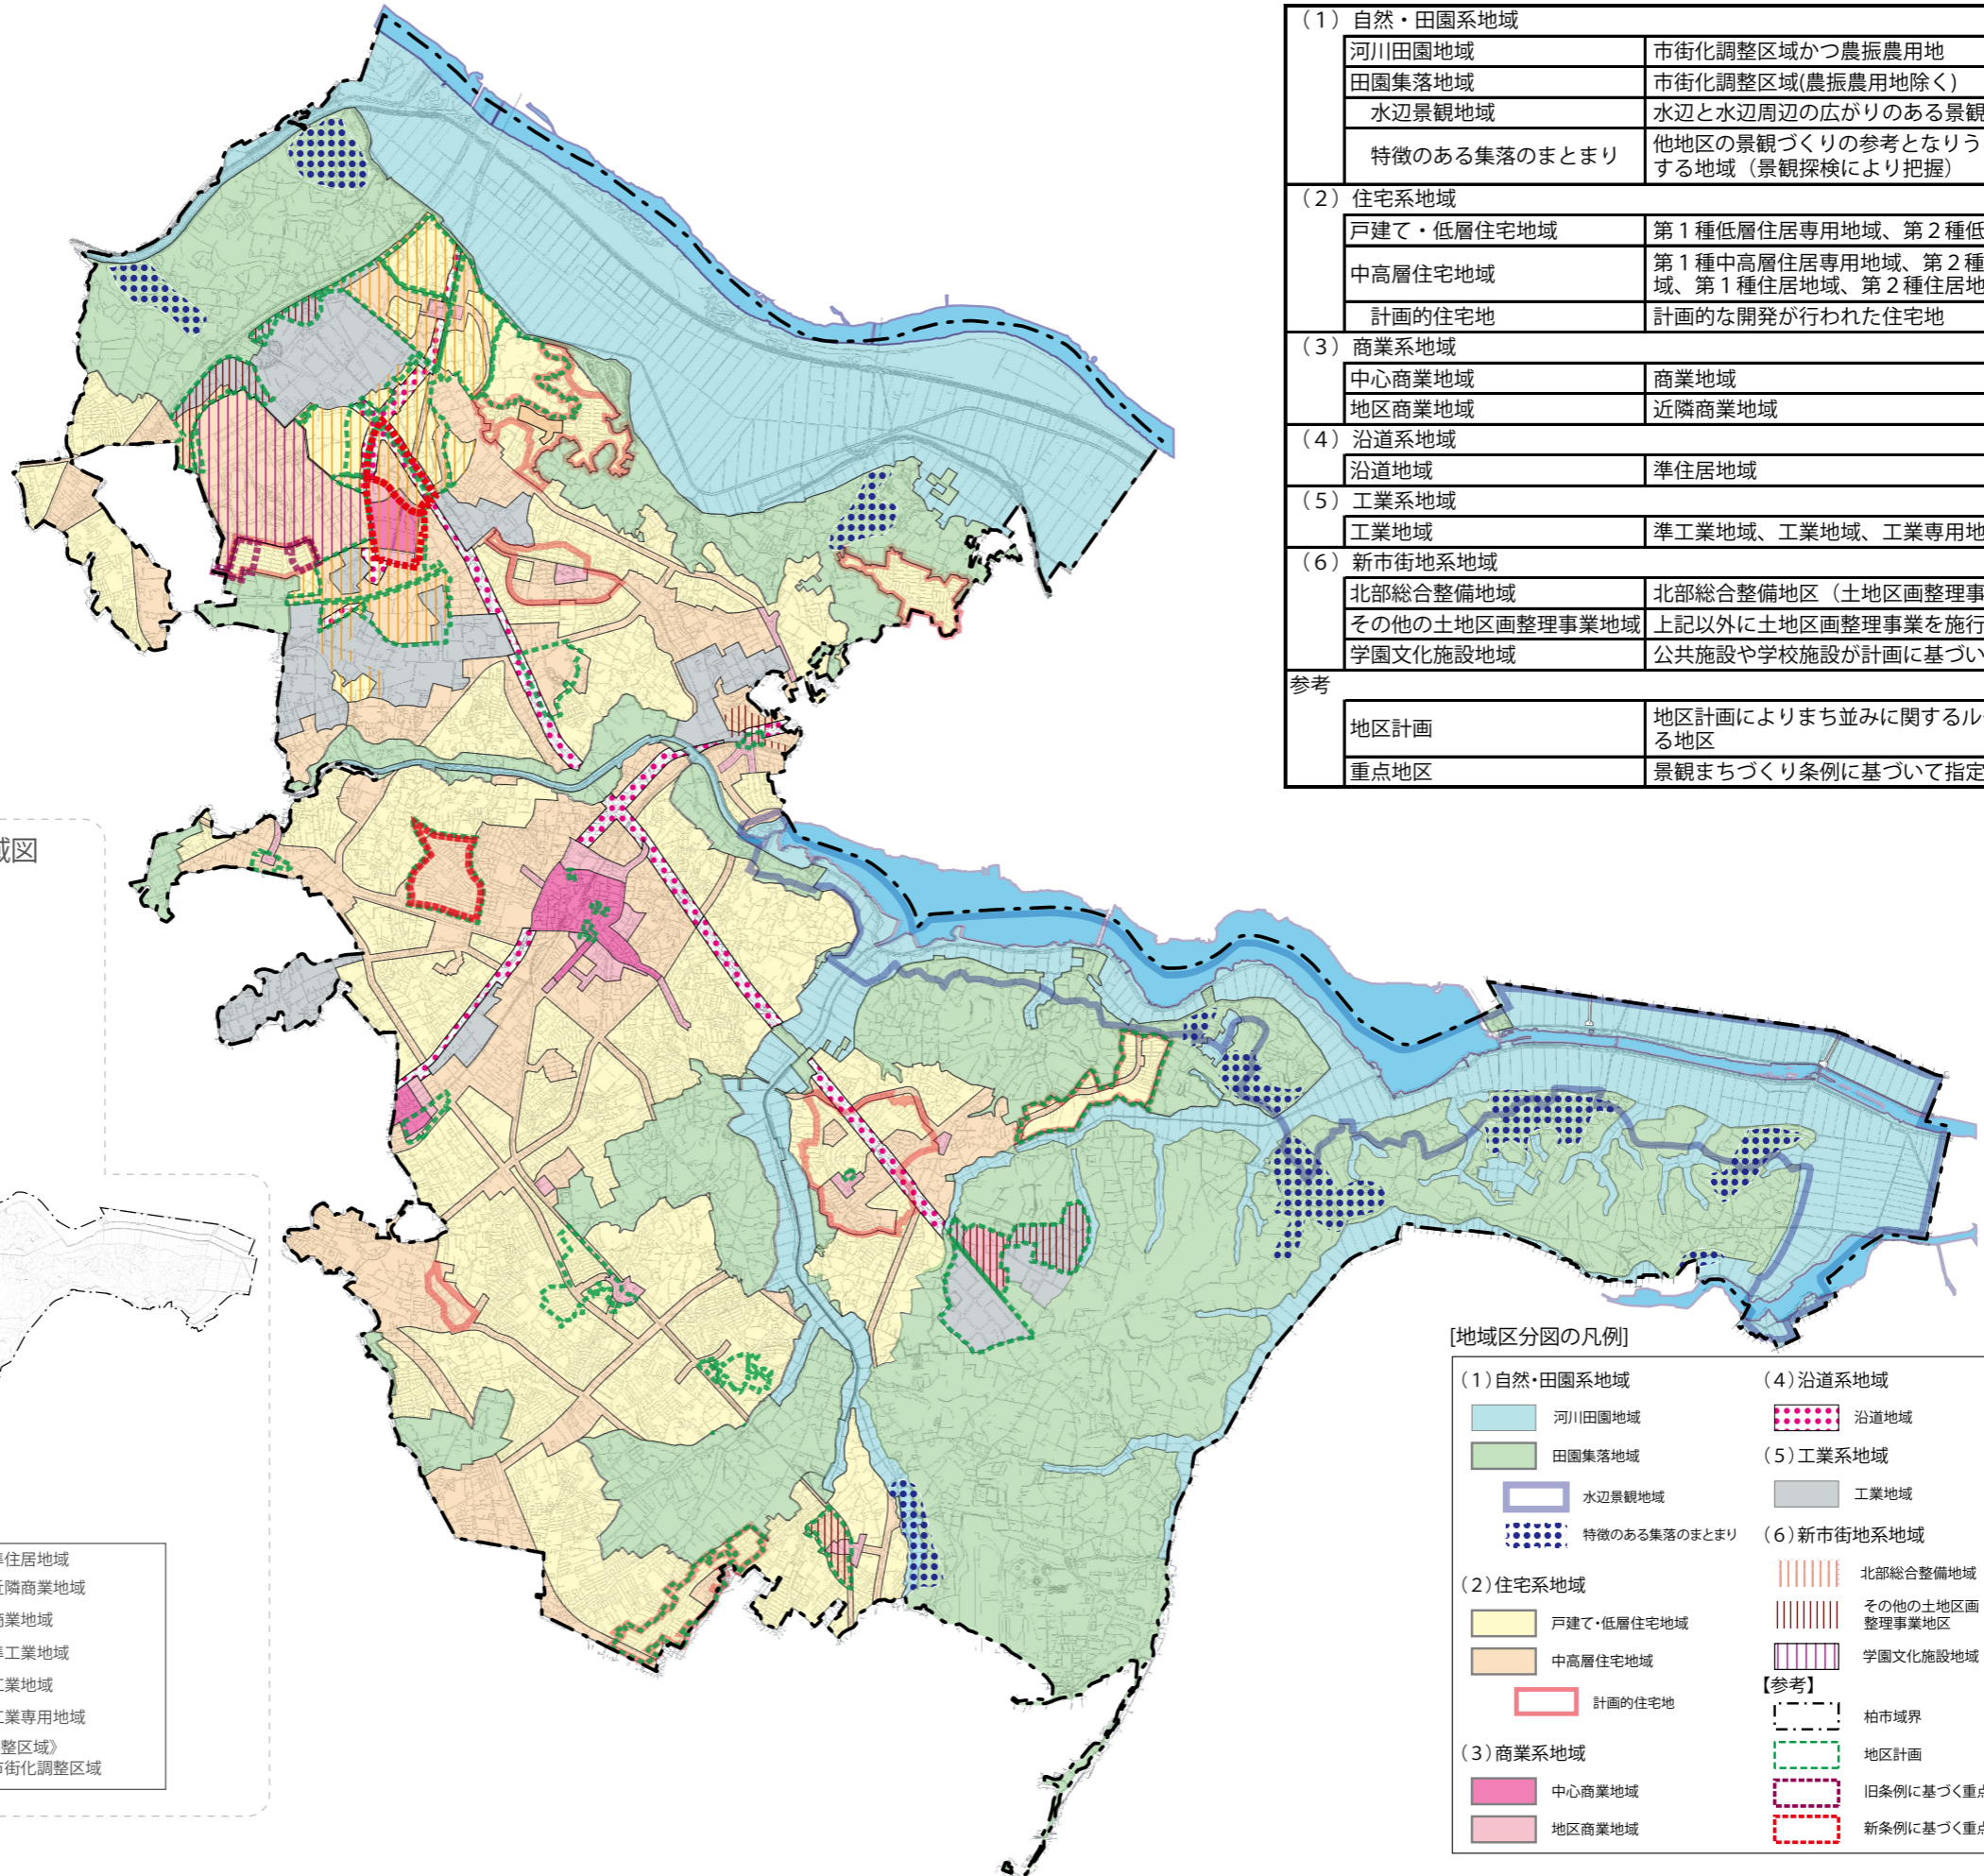 （1）自然・田園系地域
河川田園地域 市街化調整区域かつ農振農用地
田園集落地域 市街化調整区域(農振農用地除く)
水辺景観地域 水辺と水辺周辺の広がりのある景観
特徴のある集落のまとまり 他地区の景観づくりの参考となりう
する地域（景観探検により把握）
（2）住宅系地域
戸建て・低層住宅地域 第１種低層住居専用地域、第２種低
中高層住宅地域 第１種中高層住居専用地域、第２種
域、第１種住居地域、第２種住居地
計画的住宅地 計画的な開発が行われた住宅地
（3）商業系地域
中心商業地域 商業地域
地区商業地域 近隣商業地域
（4）沿道系地域
沿道地域 準住居地域
（5）工業系地域
工業地域 準工業地域、工業地域、工業専用地
（6）新市街地系地域
北部総合整備地域 北部総合整備地区（土地区画整理事
その他の土地区画整理事業地域 上記以外に土地区画整理事業を施行
学園文化施設地域 公共施設や学校施設が計画に基づい
参考
地区計画 地区計画によりまち並みに関するル
る地区
重点地区 景観まちづくり条例に基づいて指定
域図
準住居地域
近隣商業地域
商業地域
準工業地域
工業地域
工業専用地域
整区域》
市街化調整区域
[地域区分図の凡例]
（1）自然・田園系地域
河川田園地域
田園集落地域
水辺景観地域
特徴のある集落のまとまり
（2）住宅系地域
戸建て・低層住宅地域
中高層住宅地域
計画的住宅地
（3）商業系地域
中心商業地域
地区商業地域
（4）沿道系地域
沿道地域
（5）工業系地域
工業地域
（6）新市街地系地域
北部総合整備地域
その他の土地区画
整理事業地区
学園文化施設地域
【参考】
柏市域界
地区計画
旧条例に基づく重点
新条例に基づく重点